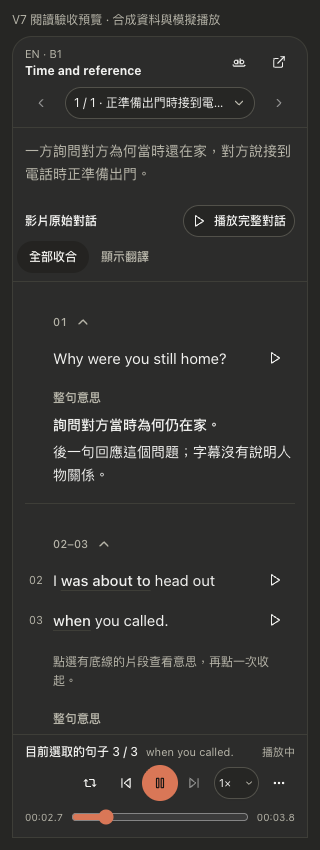 V7 閱讀驗收預覽 · 合成資料與模擬播放
EN · B1
Time and reference
ab
1 / 1 · 正準備出門時接到電...
一方詢問對方為何當時還在家，對方說接到
電話時正準備出門。
影片原始對話
播放完整對話
全部收合
顯示翻譯
01
Why were you still home?
整句意思
詢問對方當時為何仍在家。
後一句回應這個問題；字幕沒有說明人
物關係。
02–03
02 I was about to head out
03 when you called.
點選有底線的片段查看意思，再點一次收
起。
整句意思
目前選取的句子 3 / 3 when you called. 播放中
1×
00:02.7 00:03.8